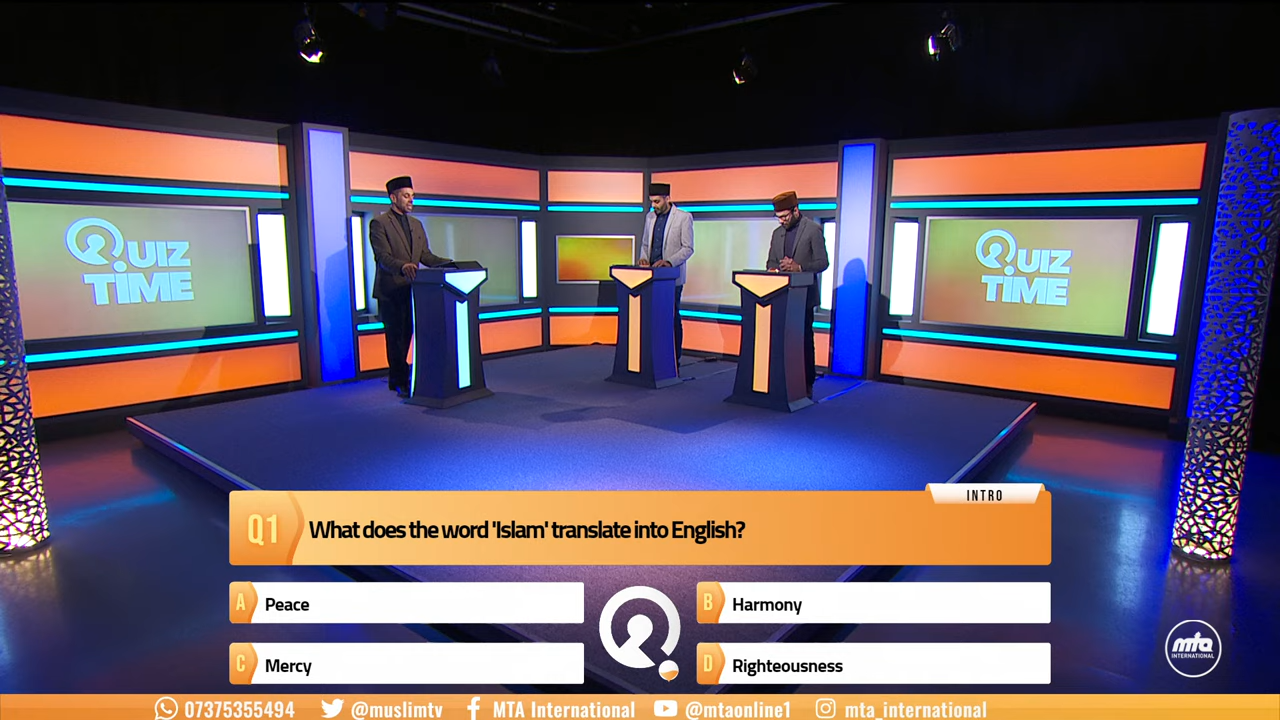 QUIZ
TIME
QUIZ
TIME
INTRO
Q1
What does the word 'Islam' translate into English?
A
Peace
B
Harmony
C
Mercy
D
Righteousness
mta
INTERNATIONAL
07375355494
@muslimtv
MTA International
@mtaonline1
mta_international